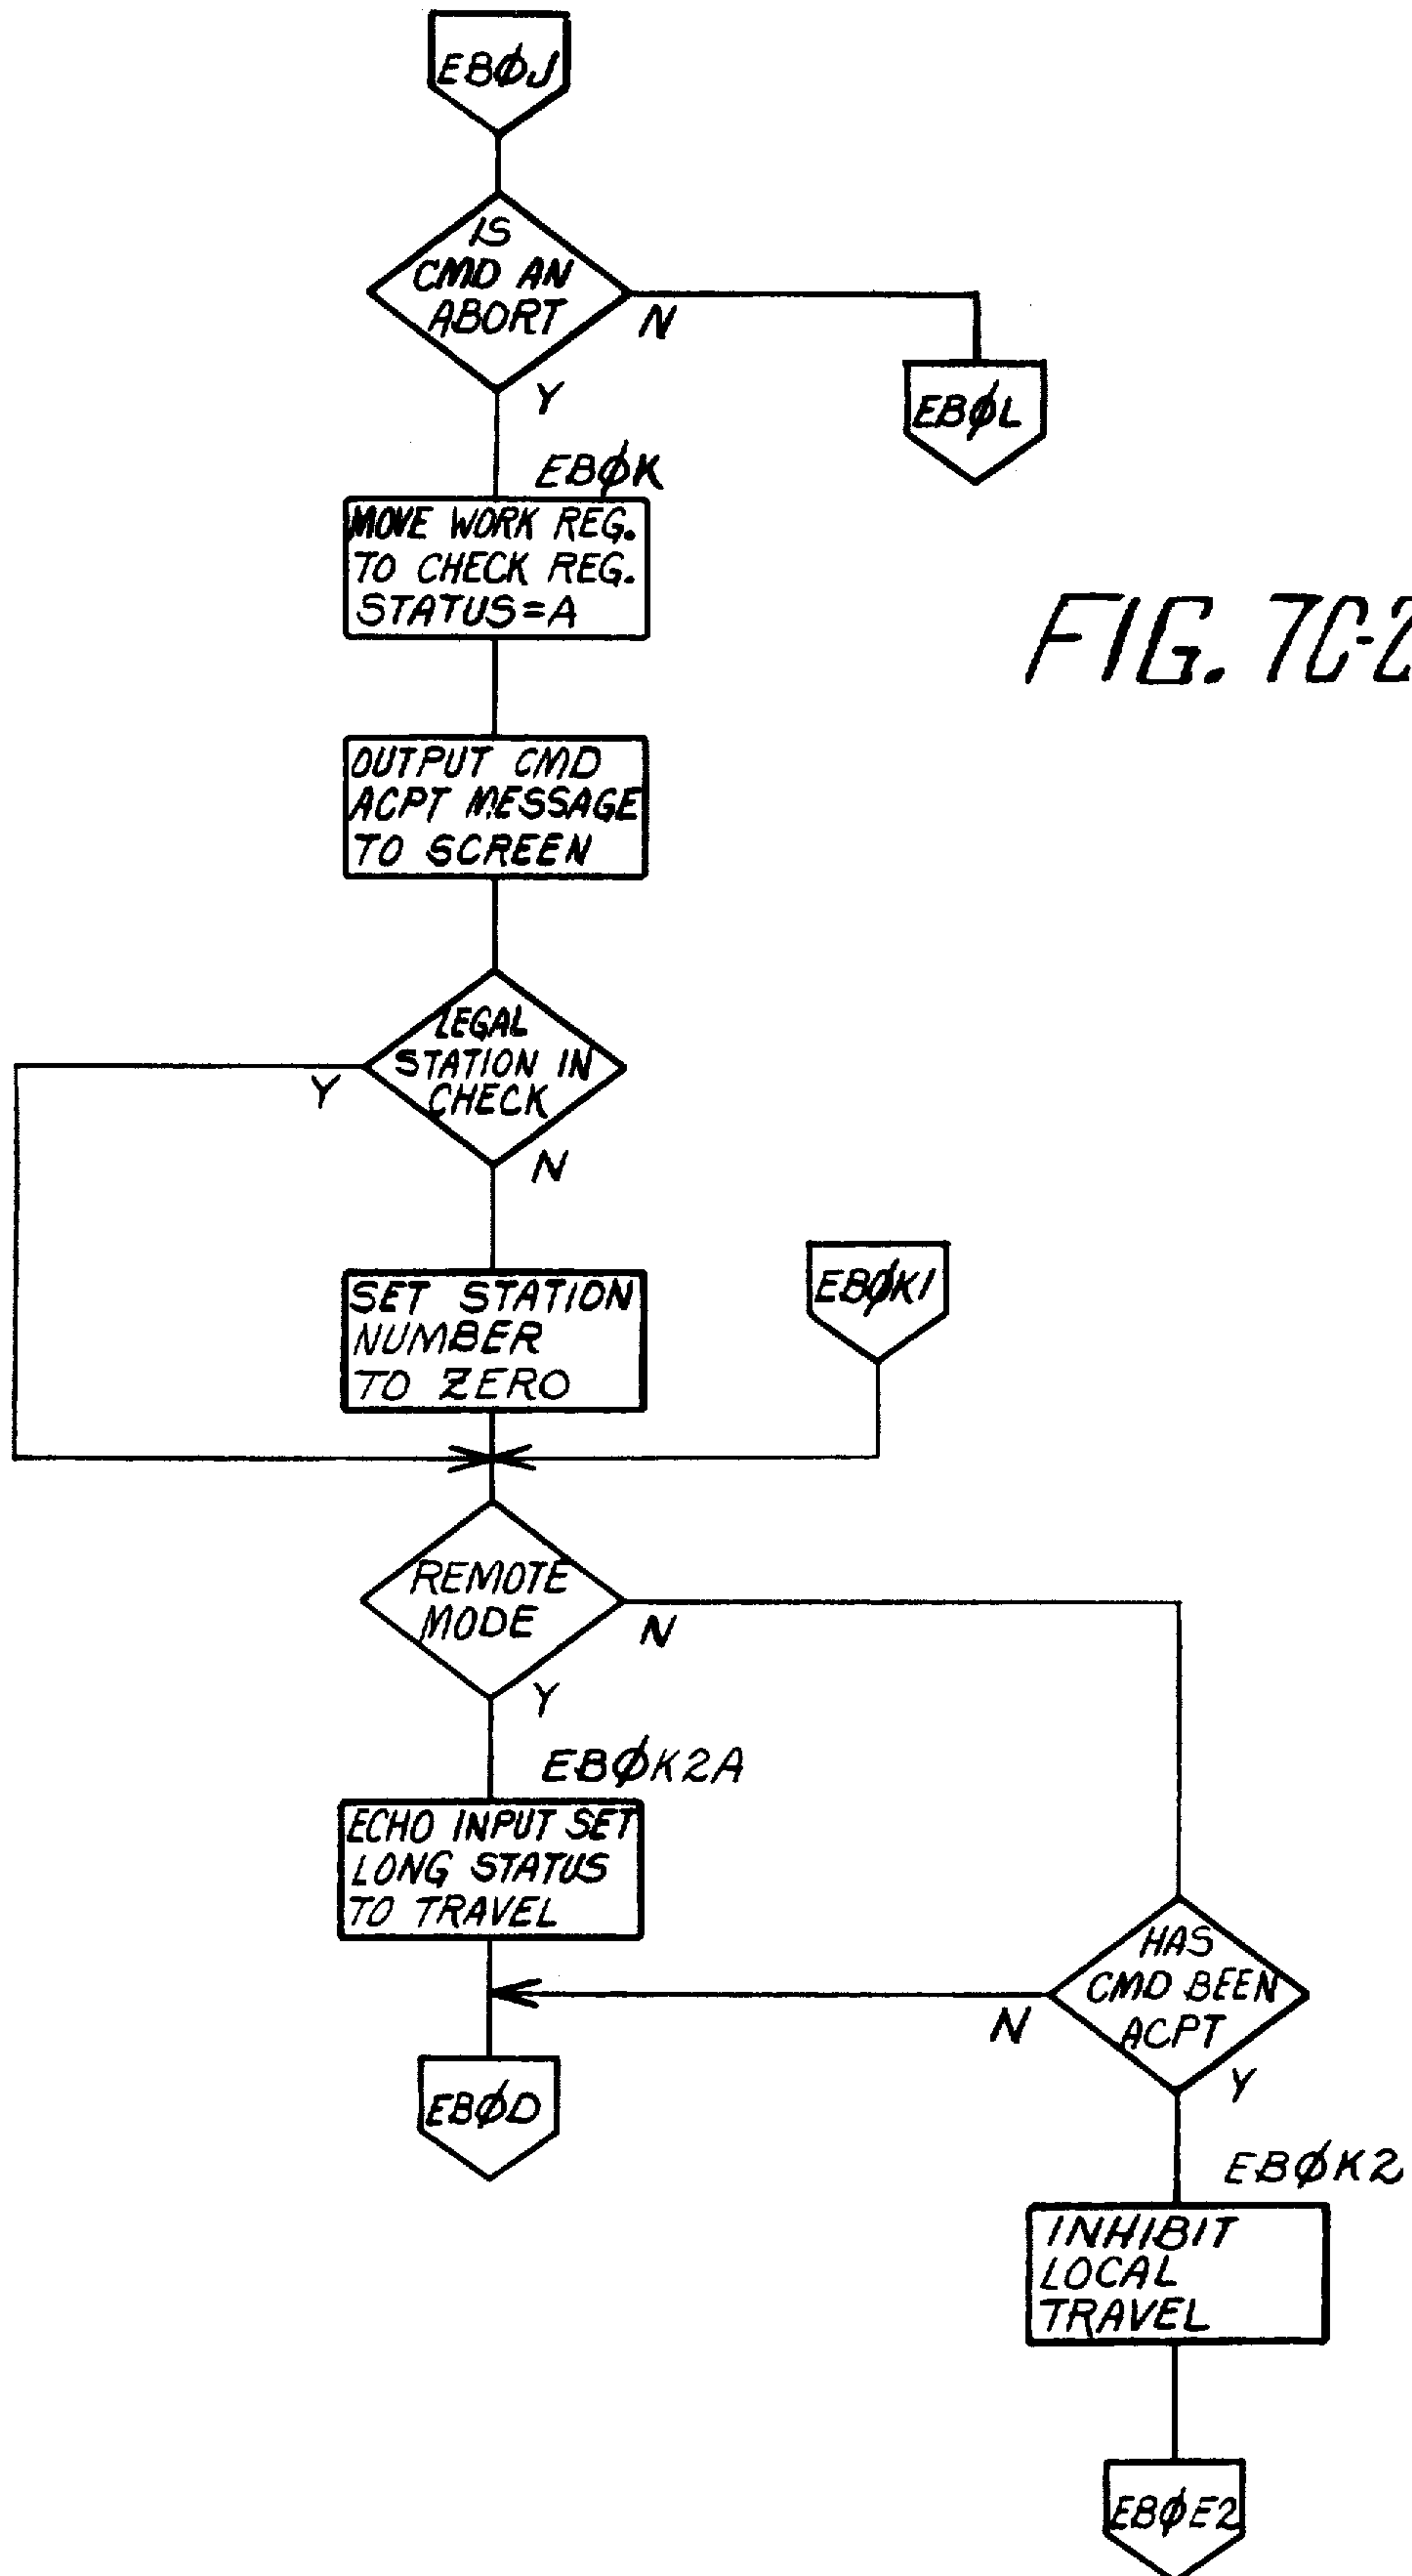 EBØJ
IS
CMD AN
ABORT
N
Y
EBØL
EBØK
MOVE WORK REG.
TO CHECK REG.
STATUS=A
FIG. 7C-2
OUTPUT CMD
ACPT MESSAGE
TO SCREEN
LEGAL
STATION IN
CHECK
Y
N
SET STATION
NUMBER
TO ZERO
EBØK1
REMOTE
MODE
N
Y
EBØK2A
ECHO INPUT SET
LONG STATUS
TO TRAVEL
HAS
CMD BEEN
ACPT
N
Y
EBØD
EBØK2
INHIBIT
LOCAL
TRAVEL
EBØE2